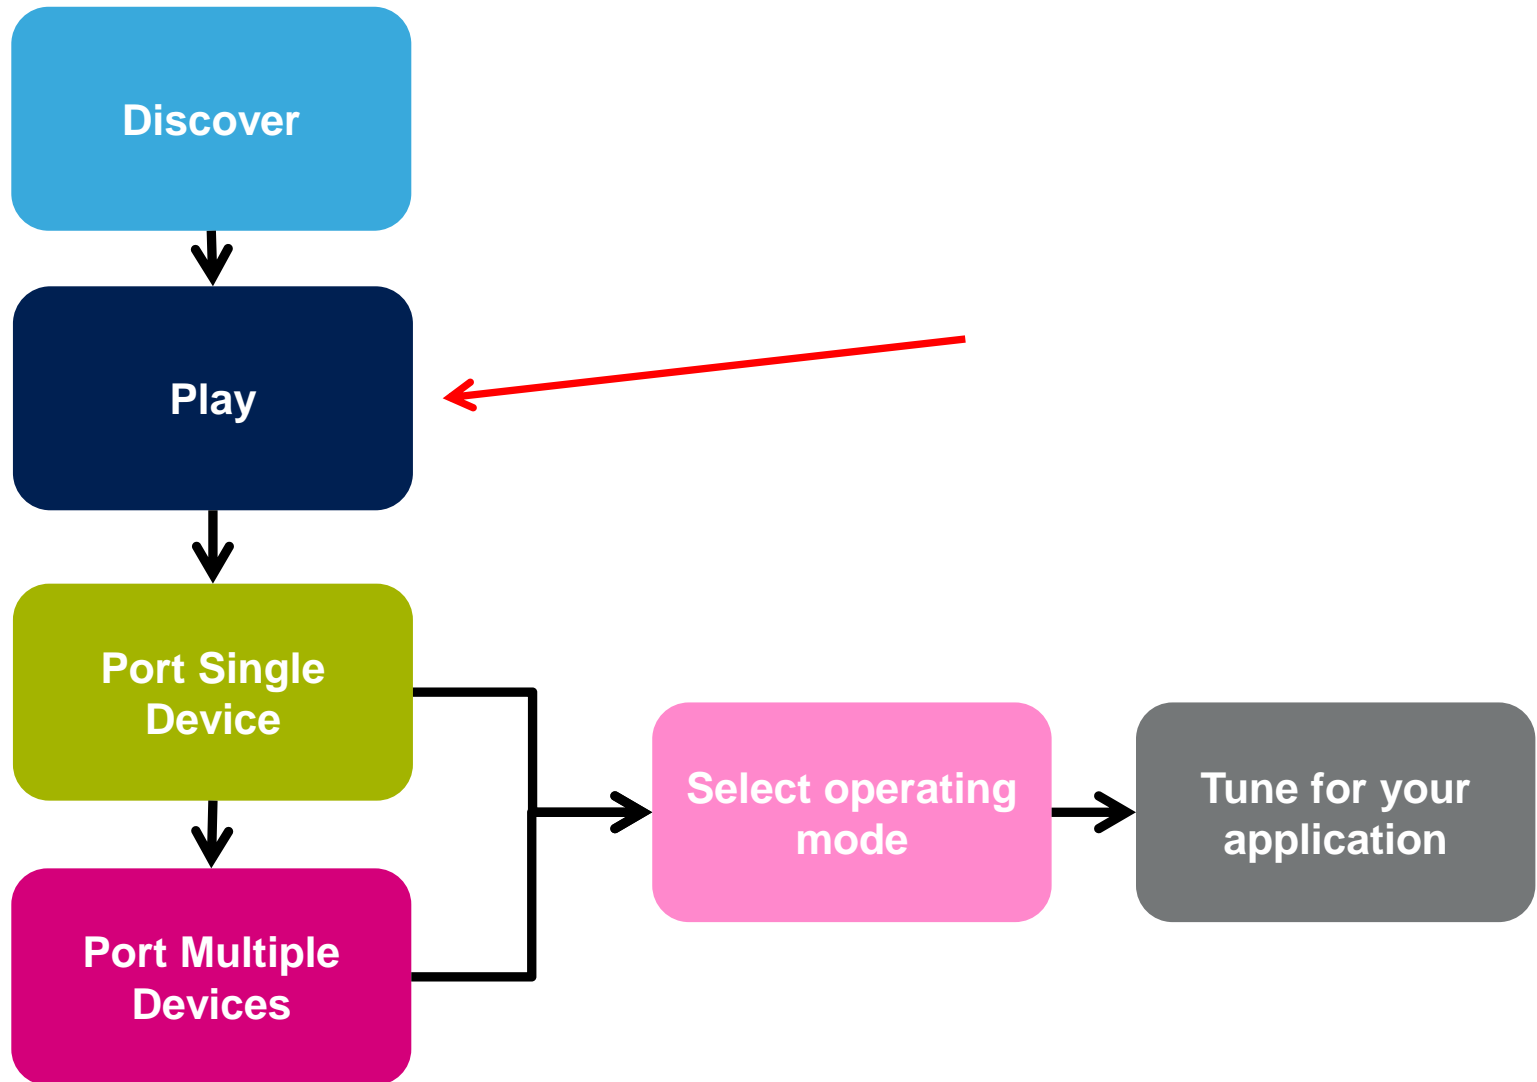 Discover
Play
Port Single
Device
Port Multiple
Devices
Select operating
mode
Tune for your
application